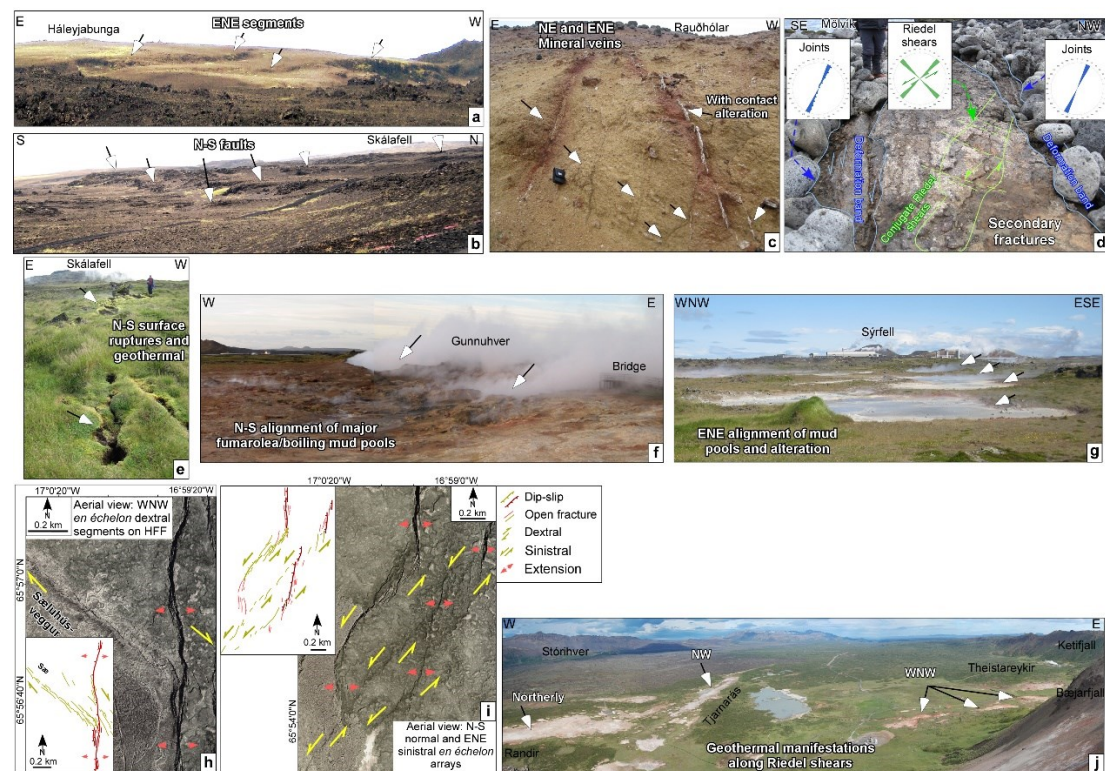 E
ENE segments
W
Háleyjabunga
a
S
N-S faults
Skálafell
N
b
E
NE and ENE
Mineral veins
Rauðhólar
W
With contact
alteration
c
SE
Mölvik
NW
Joints
Riedel
shears
Joints
Deformation band
Conjugate Riedel
shears
Deformation band
Secondary
fractures
d
E
W
Skálafell
N-S surface
ruptures and
geothermal
e
W
E
Gunnuhver
Bridge
N-S alignment of major
fumarolea/boiling mud pools
f
WNW
ESE
Sýrfell
ENE alignment of mud
pools and alteration
g
17°0'20"W
16°59'20"W
N
0.2 km
Aerial view: WNW
en échelon dextral
segments on HFF
65°57'0"N
Sæluhús-
veggur
Sæ
65°56'40"N
N
0.2 km
h
17°0'20"W
16°59'0"W
N
0.2 km
N
0.2 km
65°54'0"N
Aerial view: N-S
normal and ENE
sinistral en échelon
arrays
i
Dip-slip
Open fracture
Dextral
Sinistral
Extension
W
E
Stórihver
Ketifjall
NW
WNW
Theistareykir
Bæjarfjall
Northerly
Tjarnarás
Randir
Geothermal manifestations
along Riedel shears
j